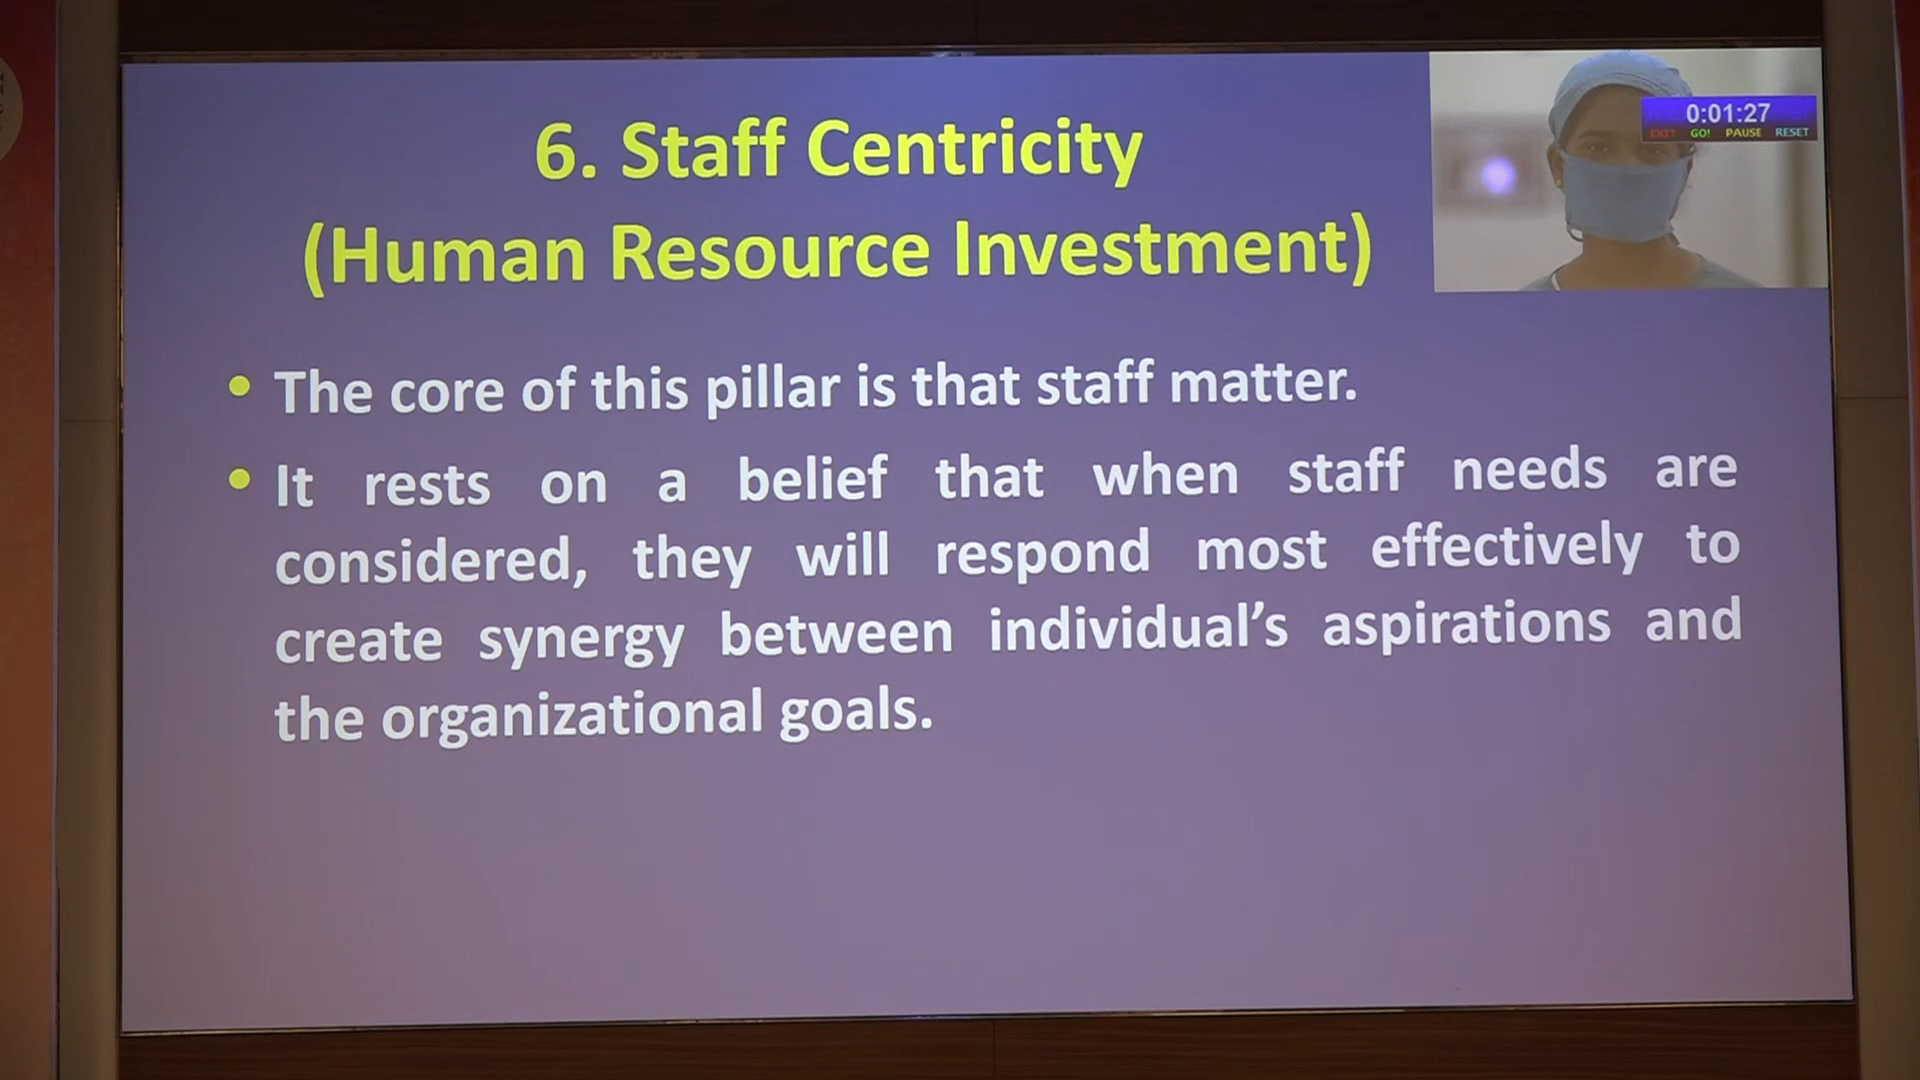 6. Staff Centricity
(Human Resource Investment)
0:01:27
EXIT GO! PAUSE RESET
• The core of this pillar is that staff matter.
• It rests on a belief that when staff needs are
considered, they will respond most effectively to
create synergy between individual’s aspirations and
the organizational goals.